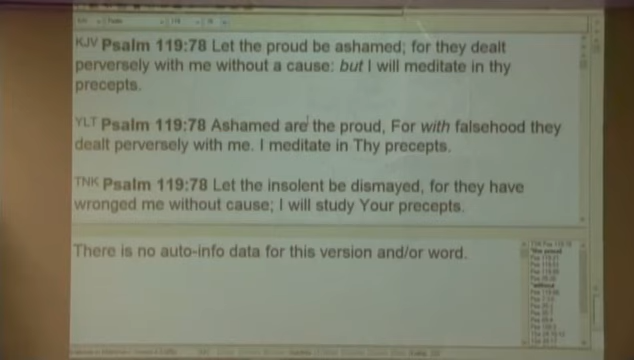 KJV Psalm 119:78 Let the proud be ashamed; for they dealt
perversely with me without a cause: but I will meditate in thy
precepts.
YLT Psalm 119:78 Ashamed are the proud, For with falsehood they
dealt perversely with me. I meditate in Thy precepts.
TNK Psalm 119:78 Let the insolent be dismayed, for they have
wronged me without cause; I will study Your precepts.
There is no auto-info data for this version and/or word.